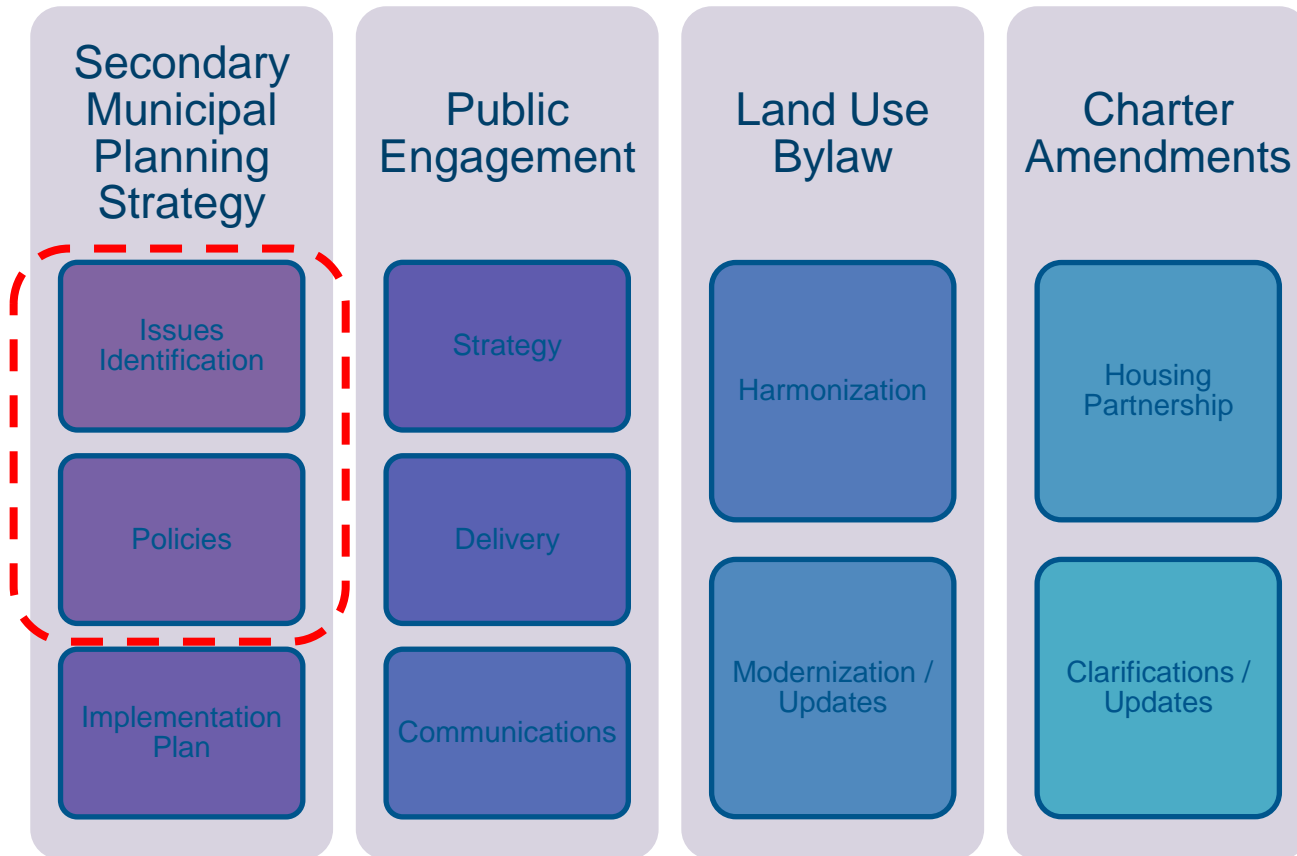 Secondary
Municipal
Planning
Strategy
Issues
Identification
Policies
Implementation
Plan
Public
Engagement
Strategy
Delivery
Communications
Land Use
Bylaw
Harmonization
Modernization /
Updates
Charter
Amendments
Housing
Partnership
Clarifications /
Updates